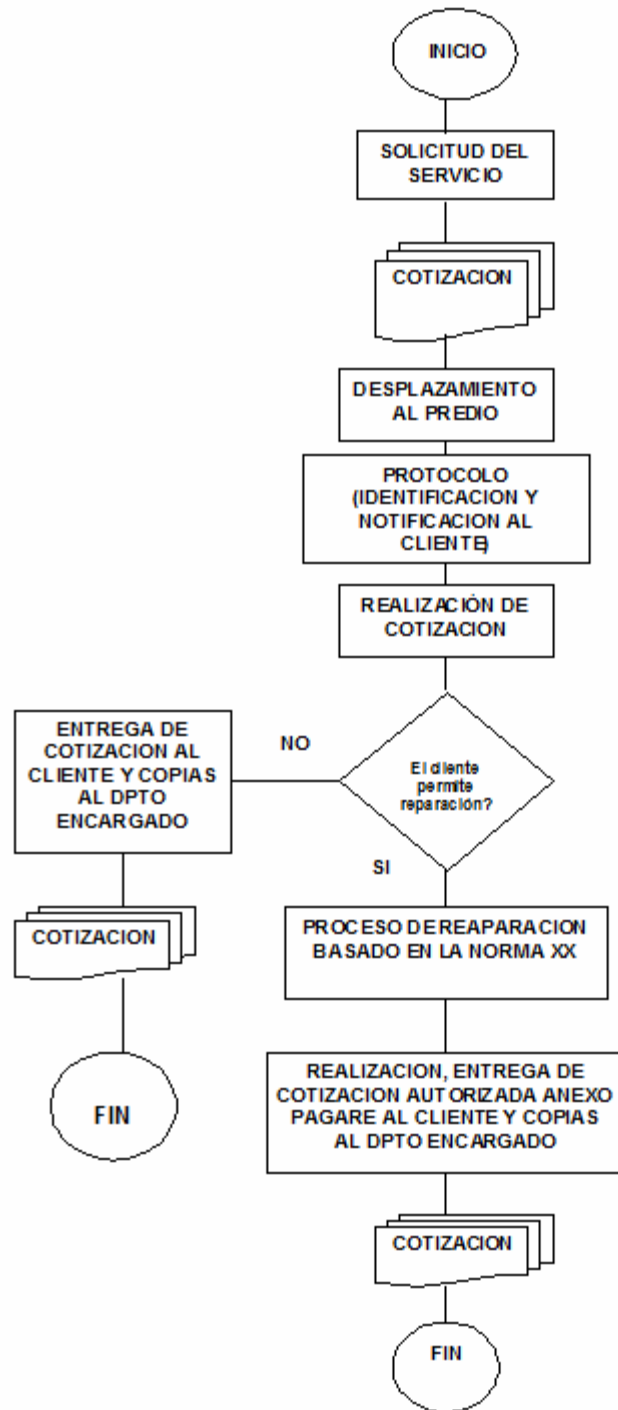 INICIO
SOLICITUD DEL
SERVICIO
COTIZACION
DESPLAZAMIENTO
AL PREDIO
PROTOCOLO
(IDENTIFICACION Y
NOTIFICACION AL
CLIENTE)
REALIZACIÓN DE
COTIZACION
El cliente
permite
reparación?
NO
ENTREGA DE
COTIZACION AL
CLIENTE Y COPIAS
AL DPTO
ENCARGADO
COTIZACION
FIN
SI
PROCESO DE REAPARACION
BASADO EN LA NORMA XX
REALIZACION, ENTREGA DE
COTIZACION AUTORIZADA ANEXO
PAGARE AL CLIENTE Y COPIAS
AL DPTO ENCARGADO
COTIZACION
FIN